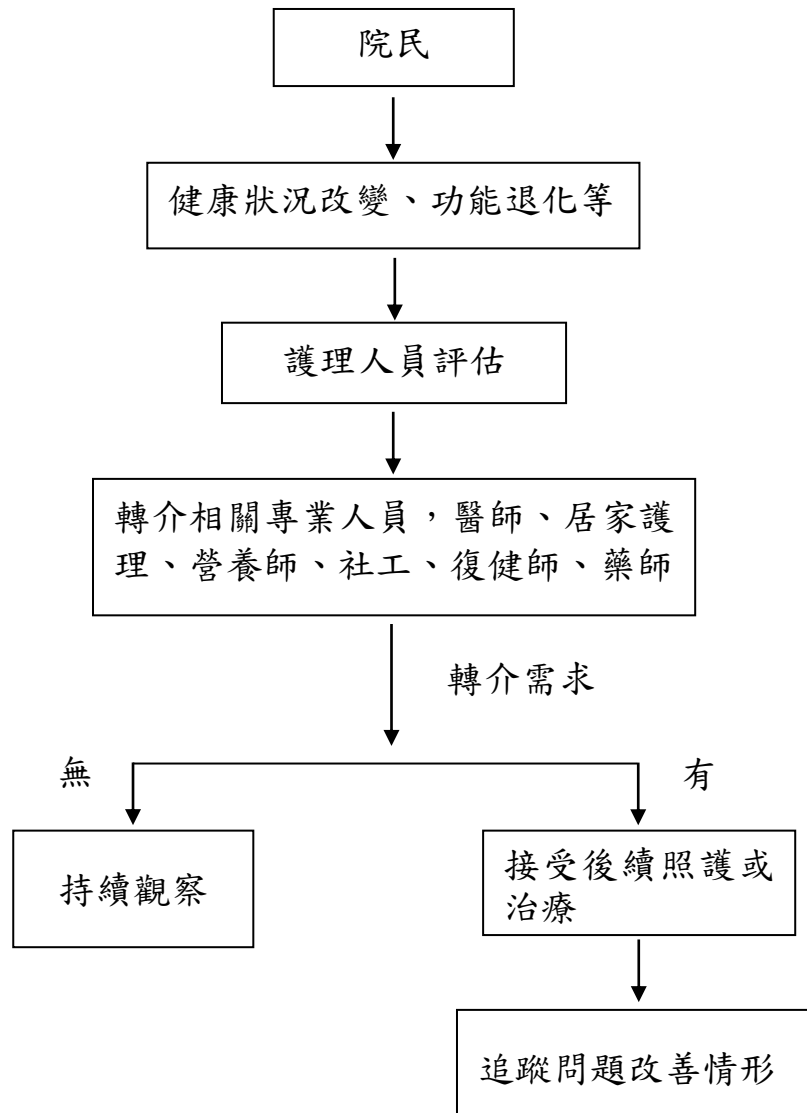 院民
健康狀況改變、功能退化等
護理人員評估
轉介相關專業人員，醫師、居家護
理、營養師、社工、復健師、藥師
轉介需求
無
有
持續觀察
接受後續照護或
治療
追蹤問題改善情形